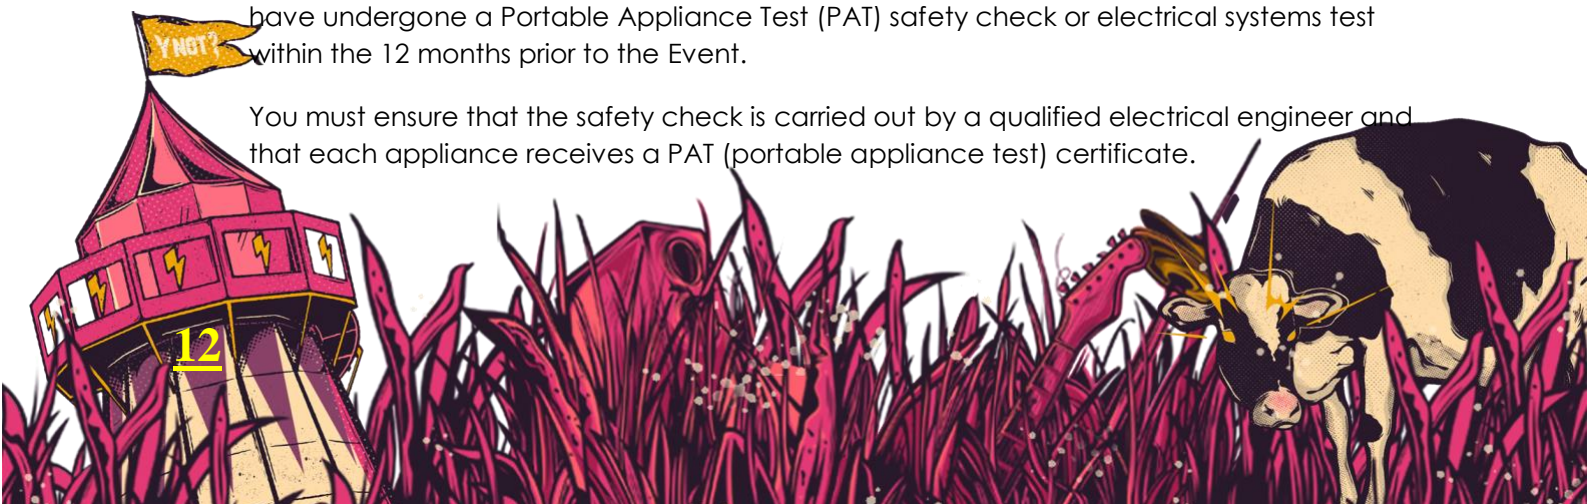 have undergone a Portable Appliance Test (PAT) safety check or electrical systems test
YNOT?
within the 12 months prior to the Event.
You must ensure that the safety check is carried out by a qualified electrical engineer and
that each appliance receives a PAT (portable appliance test) certificate.
12